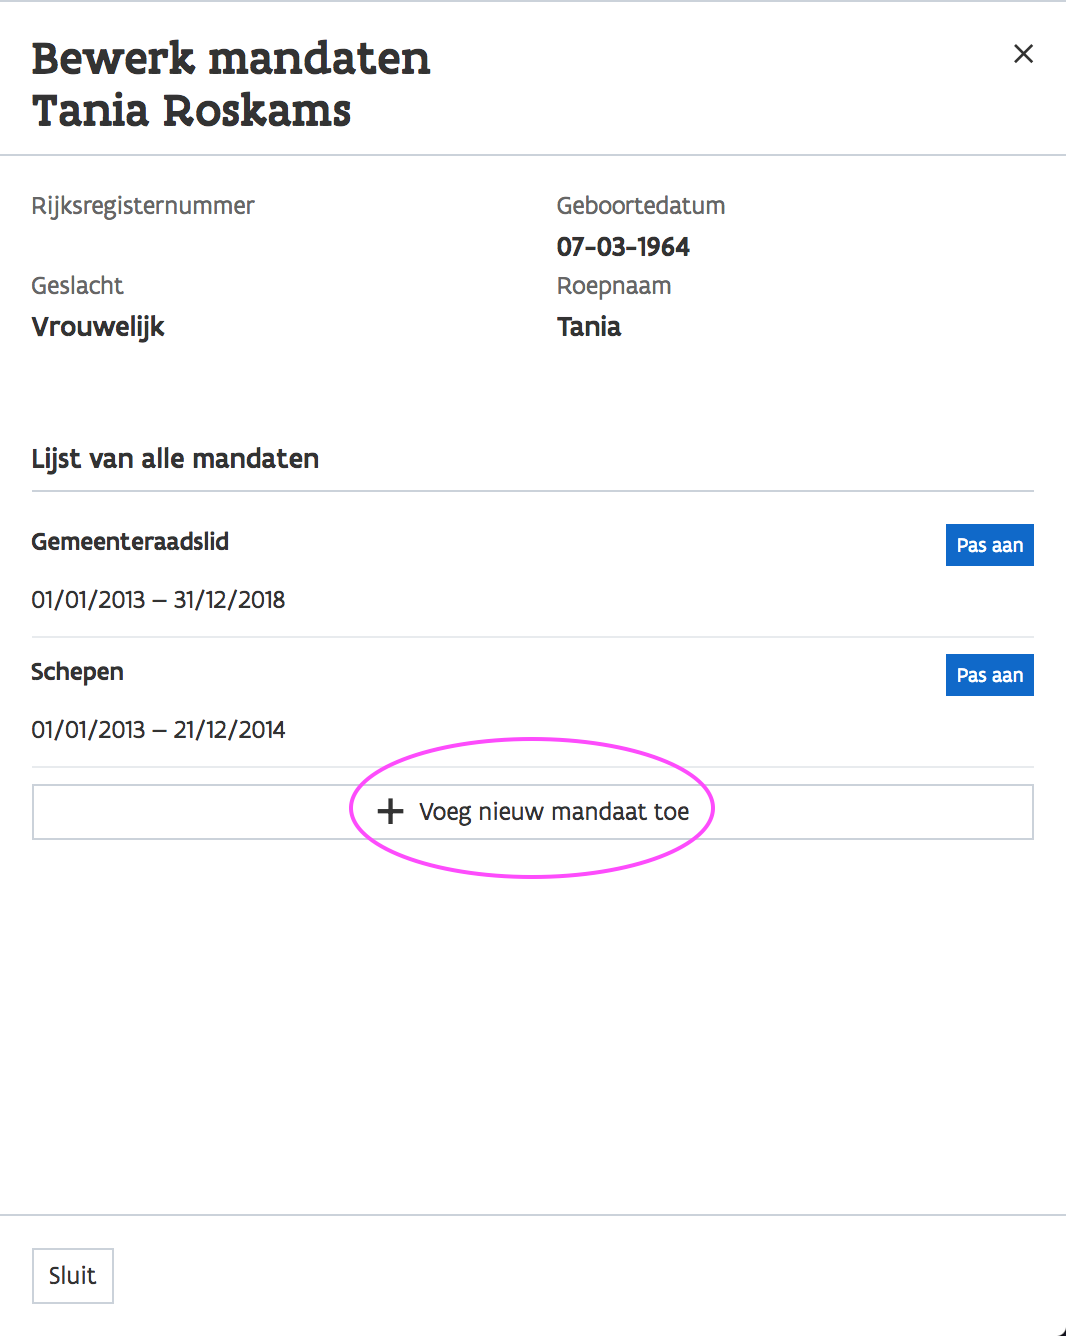 Bewerk mandaten
Tania Roskams
Rijksregisternummer
Geboortedatum
07-03-1964
Geslacht
Roepnaam
Vrouwelijk
Tania
Lijst van alle mandaten
Gemeenteraadslid
Pas aan
01/01/2013 – 31/12/2018
Schepen
Pas aan
01/01/2013 – 21/12/2014
Voeg nieuw mandaat toe
Sluit